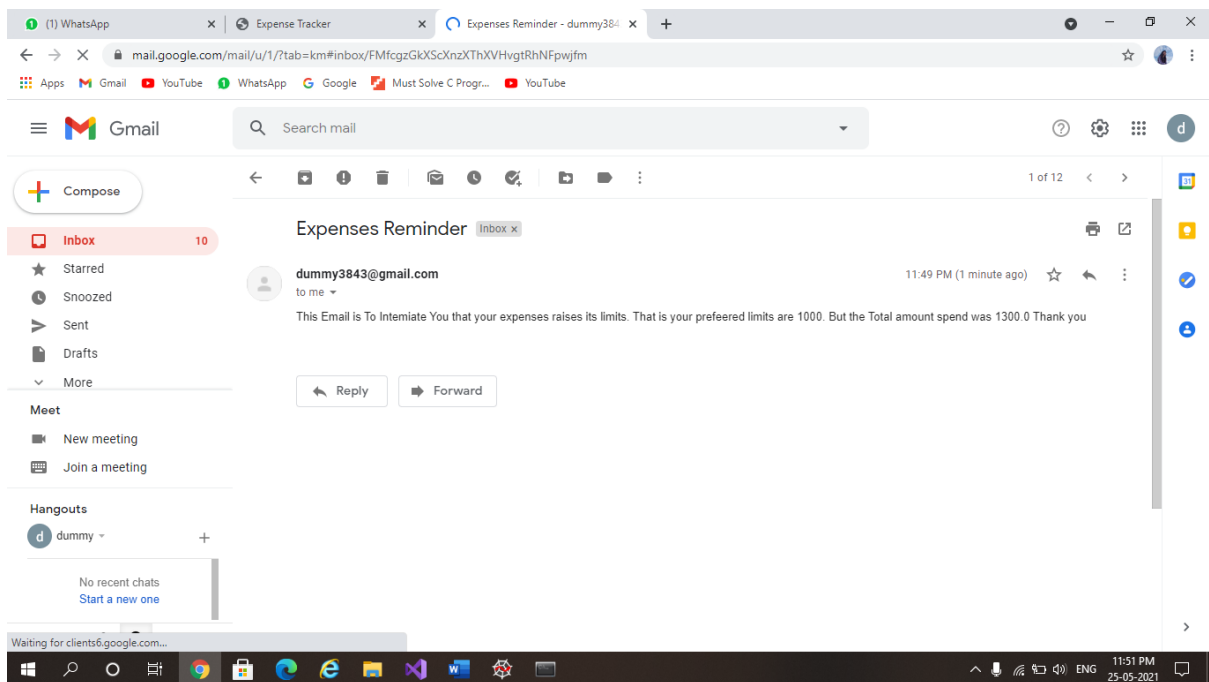 (1) WhatsApp
Expense Tracker
Expenses Reminder - dummy384
mail.google.com/mail/u/1/?tab=km#inbox/FMfcgzGkXScXnzXThXVHvgtRhNFpwjfm
Apps Gmail YouTube WhatsApp Google Must Solve C Progr... YouTube
Gmail
Search mail
d
Compose
1 of 12
31
Expenses Reminder Inbox x
Inbox 10
dummy3843@gmail.com 11:49 PM (1 minute ago)
to me
Starred
Snoozed
This Email is To Intemiate You that your expenses raises its limits. That is your prefeered limits are 1000. But the Total amount spend was 1300.0 Thank you
Sent
Drafts
More
Reply Forward
Meet
New meeting
Join a meeting
Hangouts
d dummy
No recent chats
Start a new one
Waiting for clients6.google.com...
ENG 11:51 PM
25-05-2021